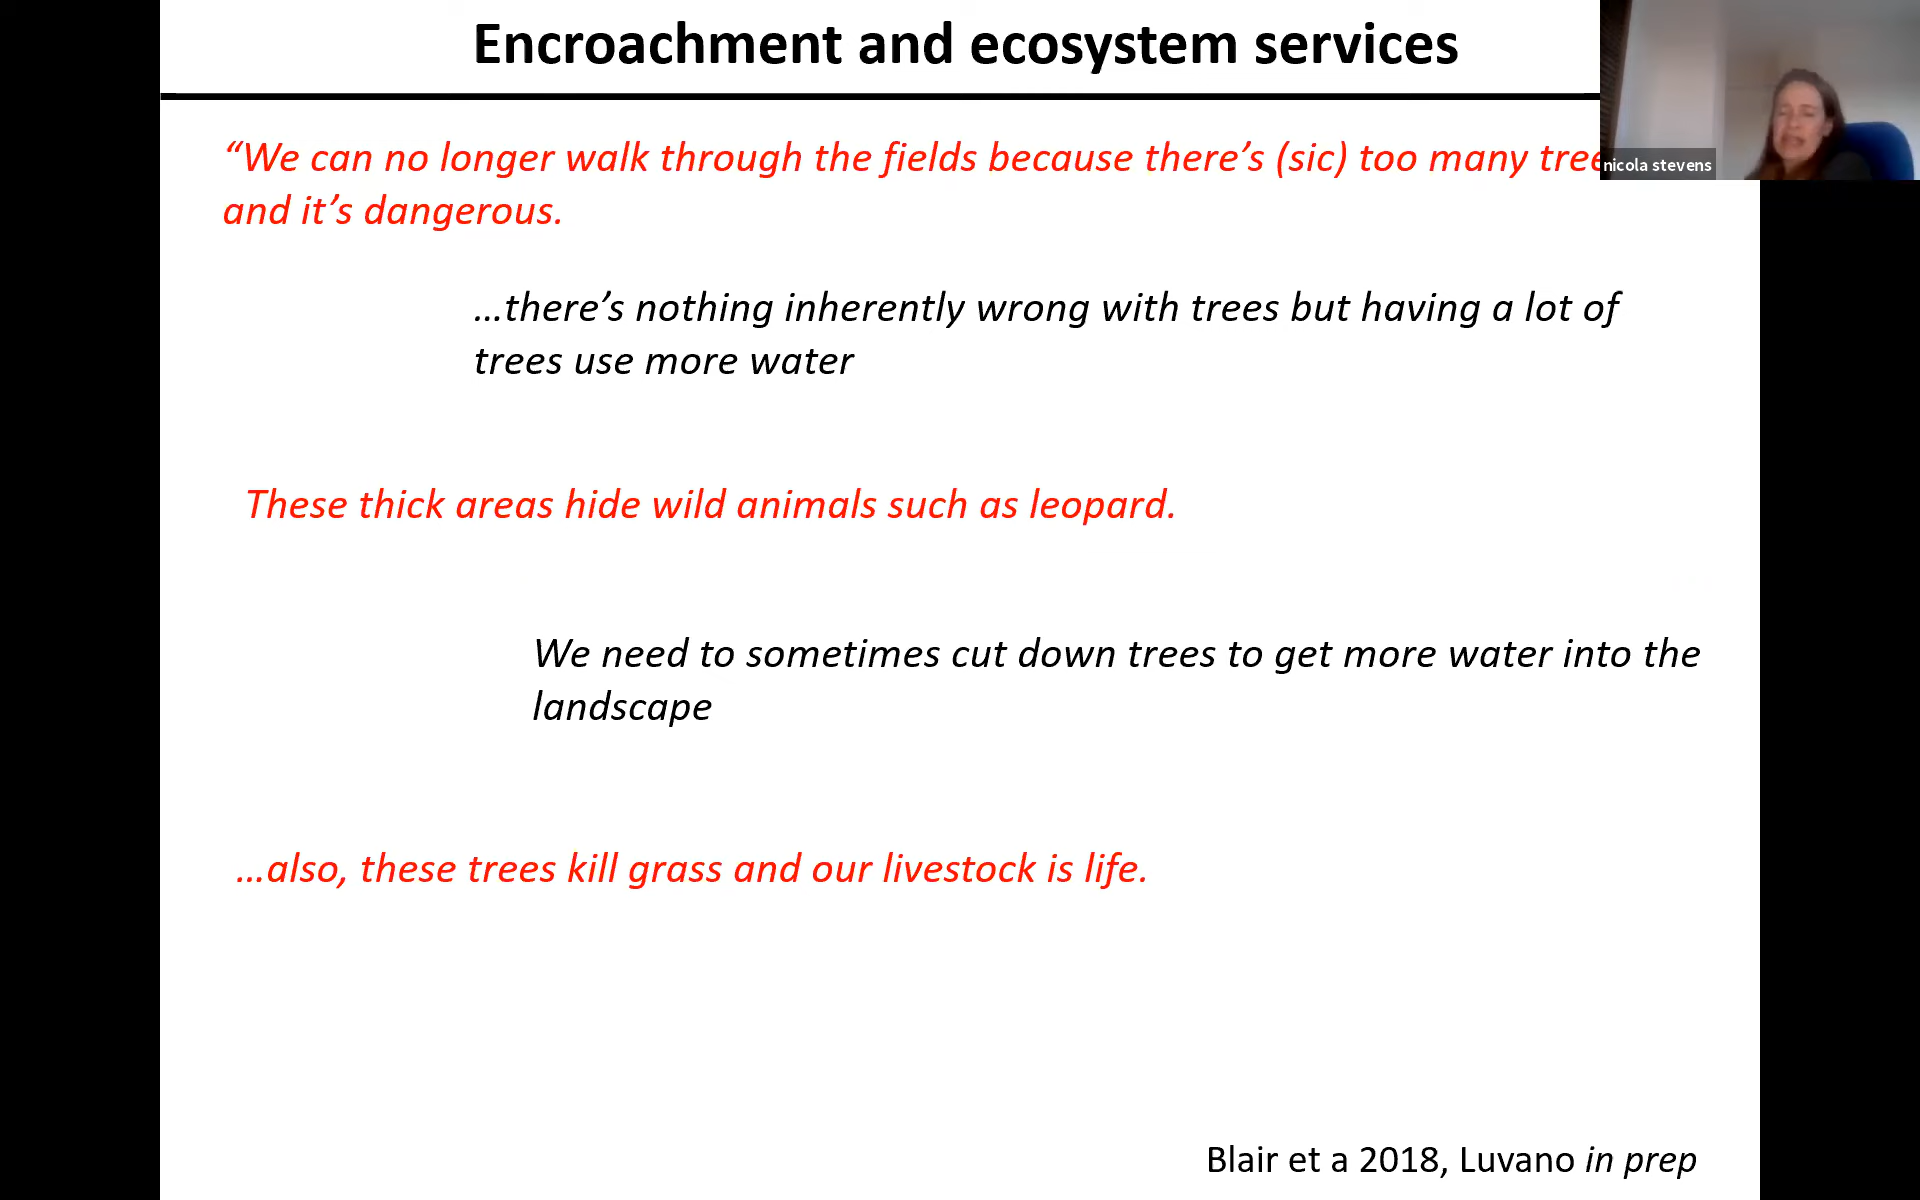 Encroachment and ecosystem services
“We can no longer walk through the fields because there’s (sic) too many
nicola stevens
and it’s dangerous.
…there’s nothing inherently wrong with trees but having a lot of
trees use more water
These thick areas hide wild animals such as leopard.
We need to sometimes cut down trees to get more water into the
landscape
…also, these trees kill grass and our livestock is life.
Blair et a 2018, Luvano in prep